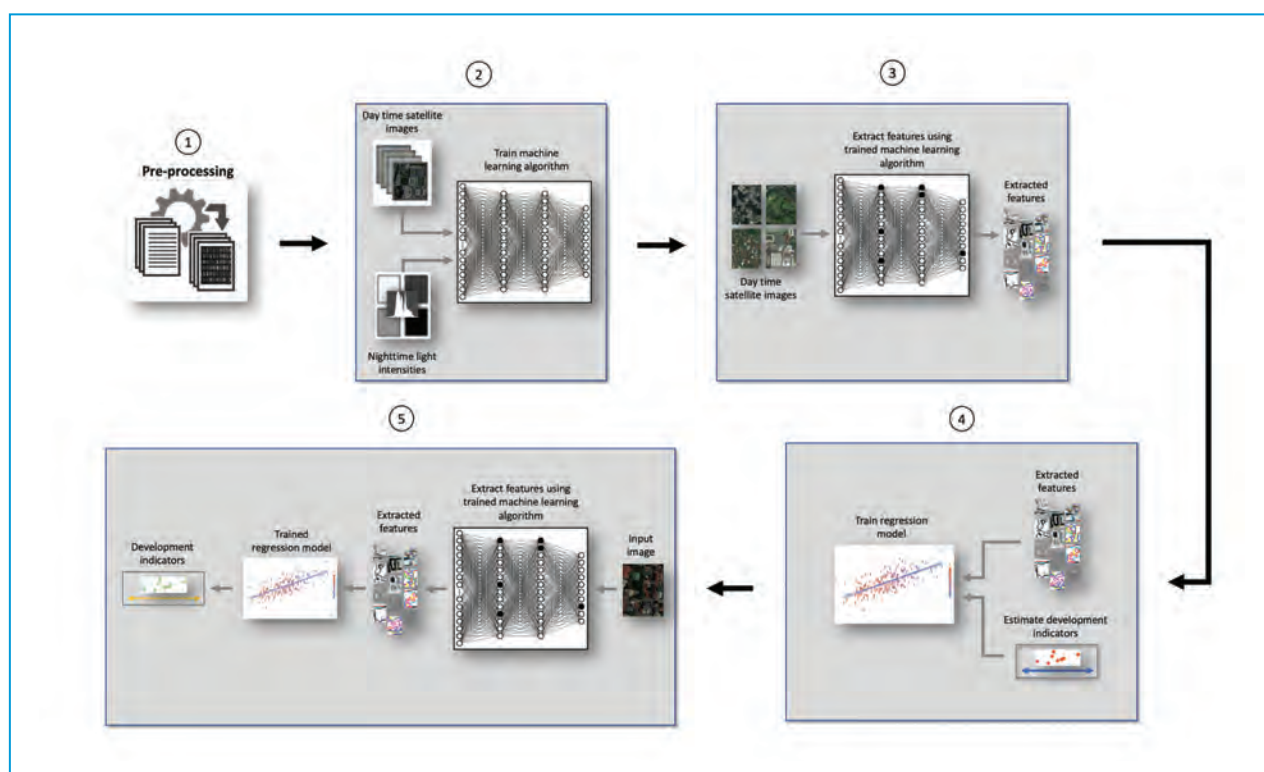 1
Pre-processing
2
Day time satellite
images
Train machine
learning algorithm
Nighttime light
intensities
3
Extract features using
trained machine learning
algorithm
Extracted
features
Day time
satellite images
4
Extracted
features
Train regression
model
Estimate development
indicators
5
Extract features using
trained machine learning
algorithm
Input
image
Extracted
features
Trained
regression model
Development
indicators